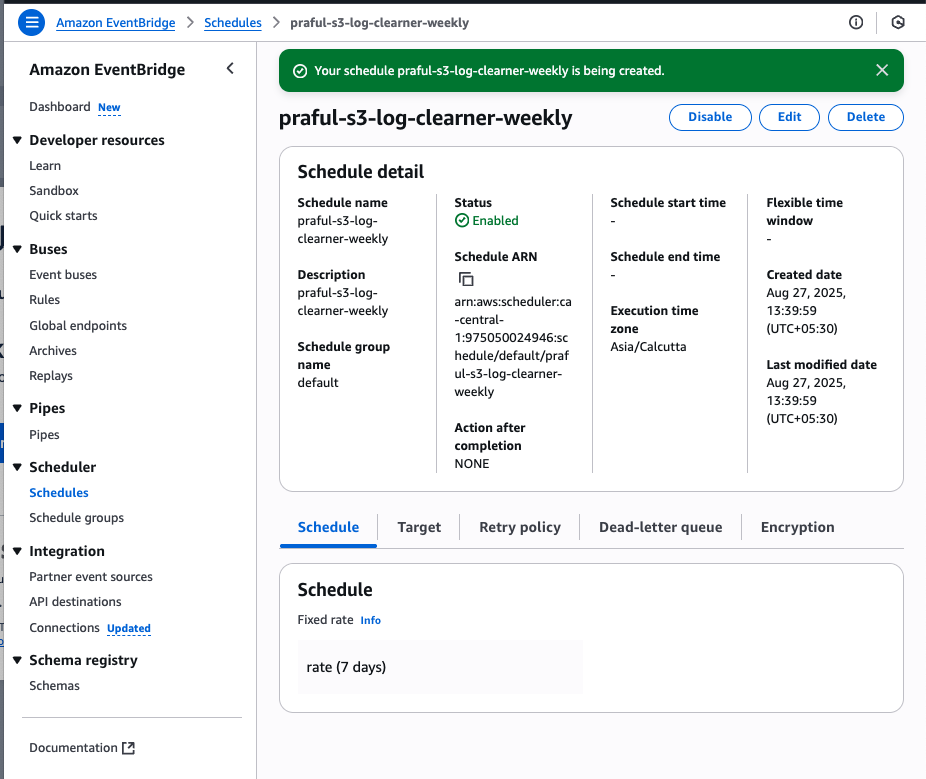 Amazon EventBridge > Schedules > praful-s3-log-clearner-weekly
Amazon EventBridge
Dashboard New
Developer resources
Learn
Sandbox
Quick starts
Buses
Event buses
Rules
Global endpoints
Archives
Replays
Pipes
Pipes
Scheduler
Schedules
Schedule groups
Integration
Partner event sources
API destinations
Connections Updated
Schema registry
Schemas
Documentation
Your schedule praful-s3-log-clearner-weekly is being created.
praful-s3-log-clearner-weekly
Disable
Edit
Delete
Schedule detail
Schedule name
praful-s3-log-
clearner-weekly
Description
praful-s3-log-
clearner-weekly
Schedule group
name
default
Status
Enabled
Schedule ARN
arn:aws:scheduler:ca
-central-
1:975050024946:sc
hedule/default/praf
ul-s3-log-clearner-
weekly
Action after
completion
NONE
Schedule start time
-
Schedule end time
-
Execution time
zone
Asia/Calcutta
Flexible time
window
-
Created date
Aug 27, 2025,
13:39:59
(UTC+05:30)
Last modified date
Aug 27, 2025,
13:39:59
(UTC+05:30)
Schedule
Target
Retry policy
Dead-letter queue
Encryption
Schedule
Fixed rate Info
rate (7 days)